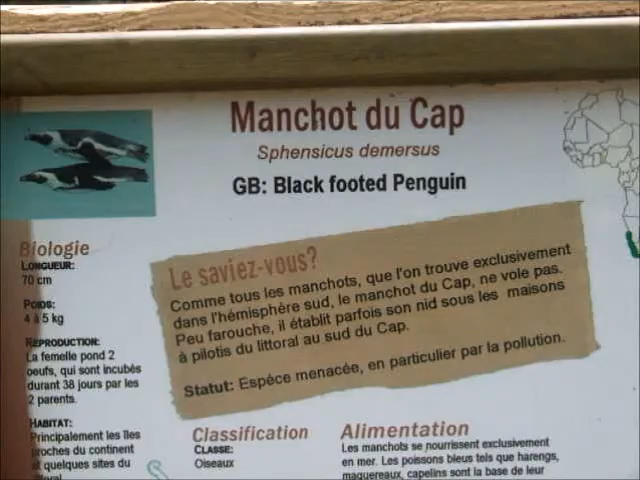 Manchot du Cap
Sphensicus demersus
GB: Black footed Penguin
Biologie
LONGUEUR:
70 cm
POIDS:
4 à 5 kg
REPRODUCTION:
La femelle pond 2
oeufs, qui sont incubés
durant 38 jours par les
2 parents.
HABITAT:
Principalement les îles
proches du continent
et quelques sites du
littoral
Le saviez-vous?
Comme tous les manchots, que l'on trouve exclusivement
dans l'hémisphère sud, le manchot du Cap, ne vole pas.
Peu farouche, il établit parfois son nid sous les maisons
à pilotis du littoral au sud du Cap.
Statut: Espèce menacée, en particulier par la pollution.
Classification
CLASSE:
Oiseaux
Alimentation
Les manchots se nourrissent exclusivement
en mer. Les poissons bleus tels que harengs,
maquereaux, capelins sont la base de leur